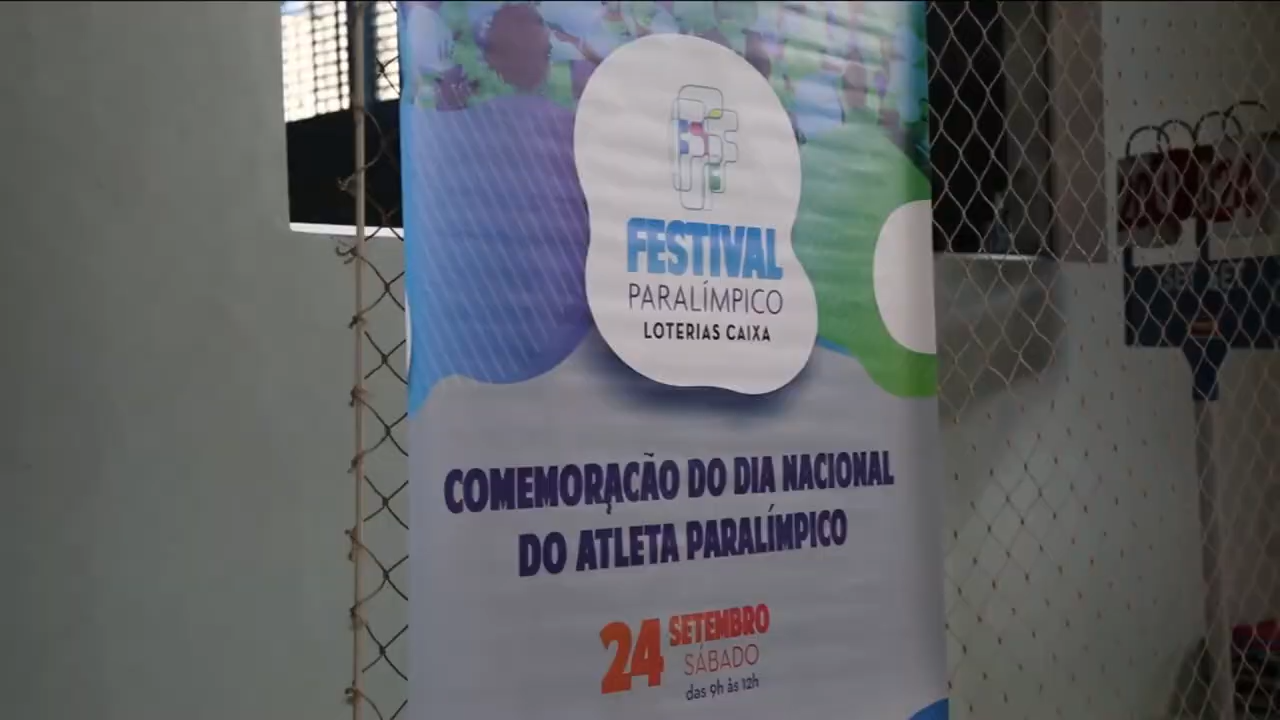 FESTIVAL
PARALÍMPICO
LOTERIAS CAIXA
COMEMORAÇÃO DO DIA NACIONAL
DO ATLETA PARALÍMPICO
24 SETEMBRO
SÁBADO
das 9h às 12h